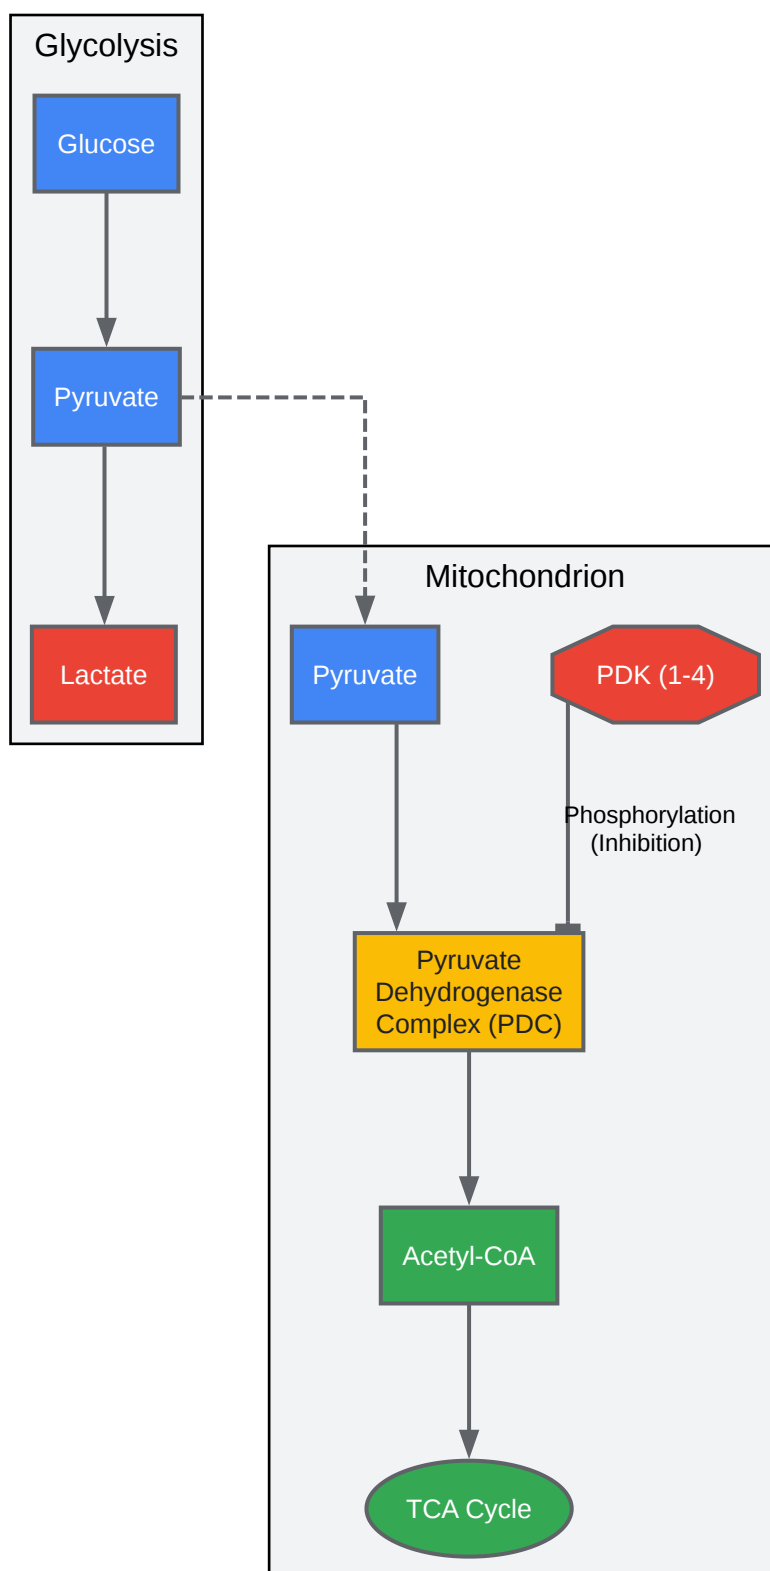 Glycolysis
Glucose
Pyruvate
Lactate
Mitochondrion
Pyruvate
PDK (1-4)
Phosphorylation
(Inhibition)
Pyruvate
Dehydrogenase
Complex (PDC)
Acetyl-CoA
TCA Cycle